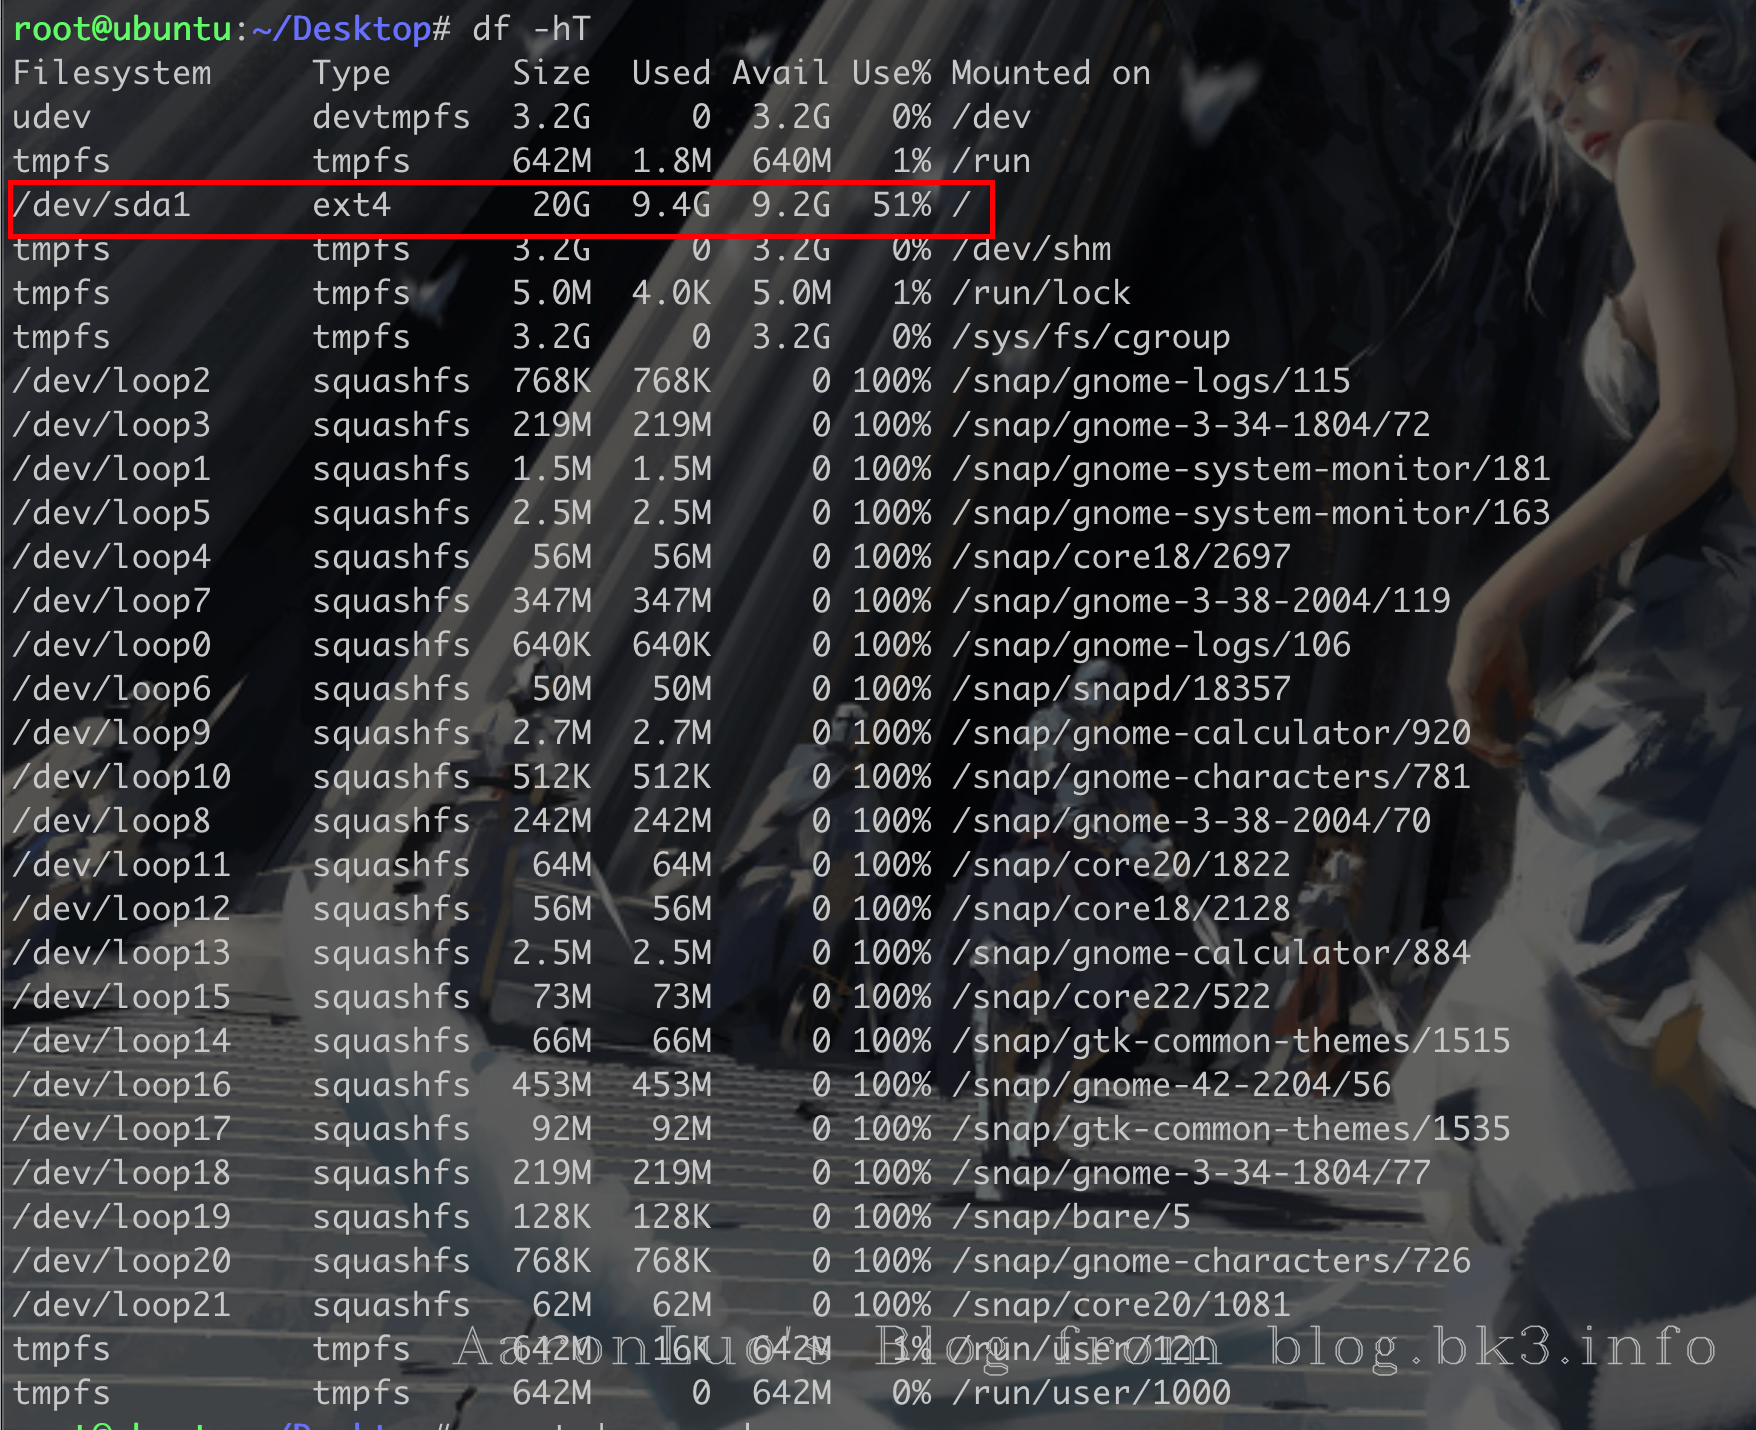 root@ubuntu:~/Desktop# df -hT
Filesystem     Type      Size  Used Avail Use% Mounted on
udev           devtmpfs  3.2G     0  3.2G   0% /dev
tmpfs          tmpfs     642M  1.8M  640M   1% /run
/dev/sda1      ext4       20G  9.4G  9.2G  51% /
tmpfs          tmpfs     3.2G     0  3.2G   0% /dev/shm
tmpfs          tmpfs     5.0M  4.0K  5.0M   1% /run/lock
tmpfs          tmpfs     3.2G     0  3.2G   0% /sys/fs/cgroup
/dev/loop2     squashfs  768K  768K     0 100% /snap/gnome-logs/115
/dev/loop3     squashfs  219M  219M     0 100% /snap/gnome-3-34-1804/72
/dev/loop1     squashfs  1.5M  1.5M     0 100% /snap/gnome-system-monitor/181
/dev/loop5     squashfs  2.5M  2.5M     0 100% /snap/gnome-system-monitor/163
/dev/loop4     squashfs   56M   56M     0 100% /snap/core18/2697
/dev/loop7     squashfs  347M  347M     0 100% /snap/gnome-3-38-2004/119
/dev/loop0     squashfs  640K  640K     0 100% /snap/gnome-logs/106
/dev/loop6     squashfs   50M   50M     0 100% /snap/snapd/18357
/dev/loop9     squashfs  2.7M  2.7M     0 100% /snap/gnome-calculator/920
/dev/loop10    squashfs  512K  512K     0 100% /snap/gnome-characters/781
/dev/loop8     squashfs  242M  242M     0 100% /snap/gnome-3-38-2004/70
/dev/loop11    squashfs   64M   64M     0 100% /snap/core20/1822
/dev/loop12    squashfs   56M   56M     0 100% /snap/core18/2128
/dev/loop13    squashfs  2.5M  2.5M     0 100% /snap/gnome-calculator/884
/dev/loop15    squashfs   73M   73M     0 100% /snap/core22/522
/dev/loop14    squashfs   66M   66M     0 100% /snap/gtk-common-themes/1515
/dev/loop16    squashfs  453M  453M     0 100% /snap/gnome-42-2204/56
/dev/loop17    squashfs   92M   92M     0 100% /snap/gtk-common-themes/1535
/dev/loop18    squashfs  219M  219M     0 100% /snap/gnome-3-34-1804/77
/dev/loop19    squashfs  128K  128K     0 100% /snap/bare/5
/dev/loop20    squashfs  768K  768K     0 100% /snap/gnome-characters/726
/dev/loop21    squashfs   62M   62M     0 100% /snap/core20/1081
tmpfs          tmpfs     642M   16K  642M   1% /run/user/121
AaronLuo's Blog from blog.bk3.info
tmpfs          tmpfs     642M     0  642M   0% /run/user/1000